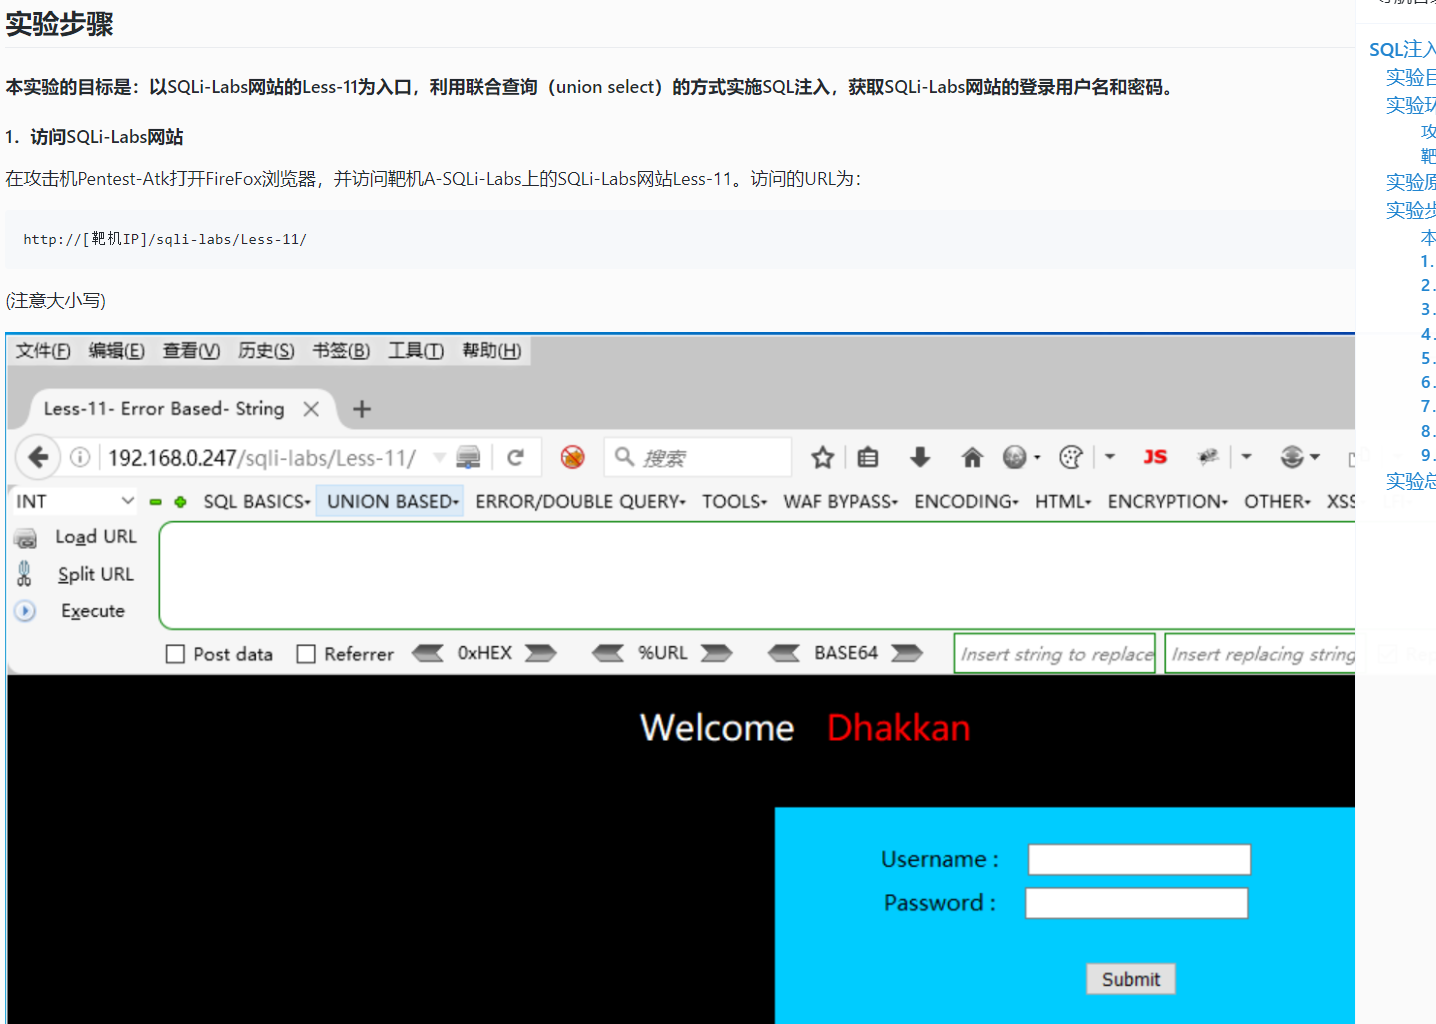 实验步骤
本实验的目标是：以SQLi-Labs网站的Less-11为入口，利用联合查询（union select）的方式实施SQL注入，获取SQLi-Labs网站的登录用户名和密码。
1．访问SQLi-Labs网站
在攻击机Pentest-Atk打开FireFox浏览器，并访问靶机A-SQLi-Labs上的SQLi-Labs网站Less-11。访问的URL为：
http://[靶机IP]/sqli-labs/Less-11/
(注意大小写)
文件(F) 编辑(E) 查看(V) 历史(S) 书签(B) 工具(T) 帮助(H)
Less-11- Error Based- String
192.168.0.247/sqli-labs/Less-11/ 搜索 JS
INT SQL BASICS UNION BASED ERROR/DOUBLE QUERY TOOLS WAF BYPASS ENCODING HTML ENCRYPTION OTHER XSS
Load URL
Split URL
Execute
Post data Referrer 0xHEX %URL BASE64 Insert string to replace Insert replacing string
Welcome Dhakkan
Username :
Password :
Submit
SQL注入
实验目
实验环
攻
靶
实验原
实验步
本
1.
2.
3.
4.
5.
6.
7.
8.
9.
实验总